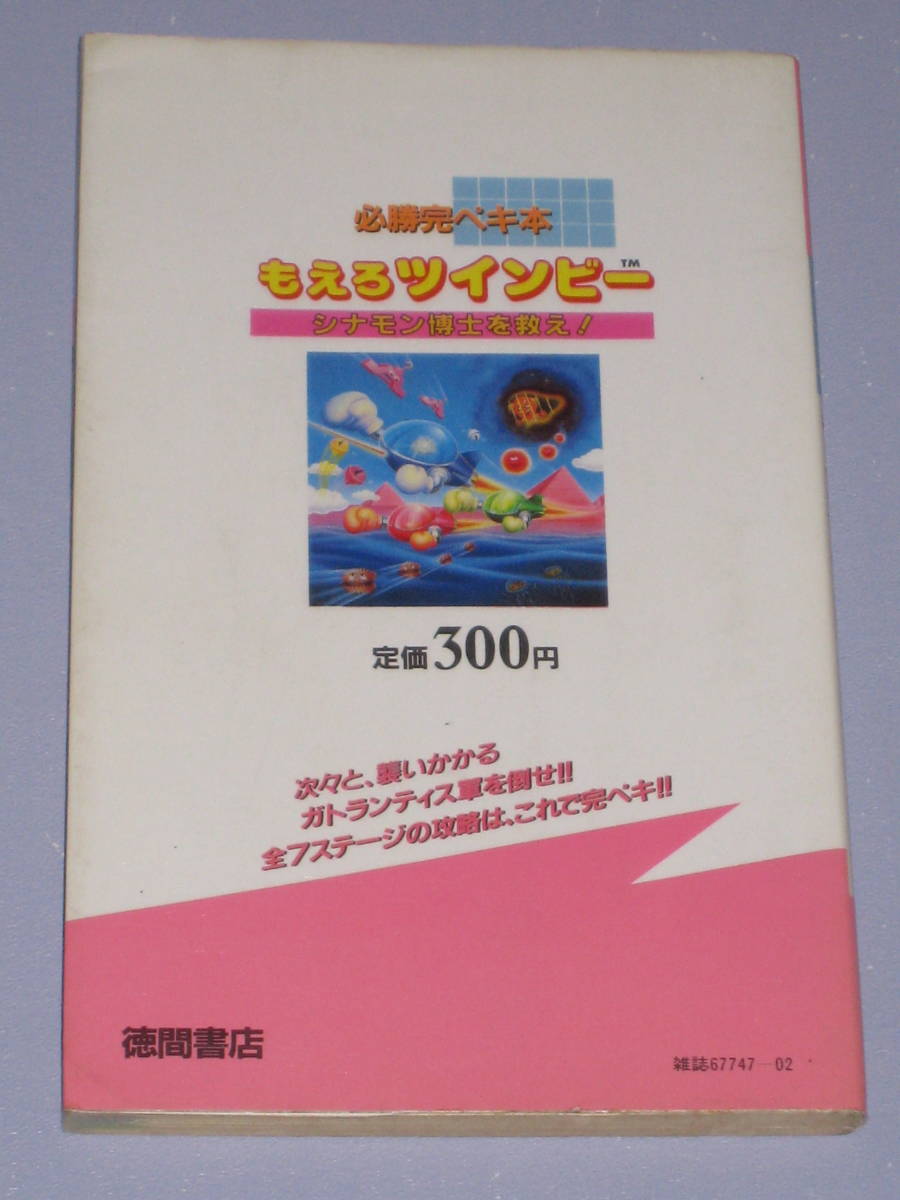 必勝完ペキ本
もえろツインビー™
シナモン博士を救え！
定価300円
次々と、襲いかかる
ガトランティス軍を倒せ!!
全7ステージの攻略は、これで完ペキ!!
徳間書店
雑誌67747-02